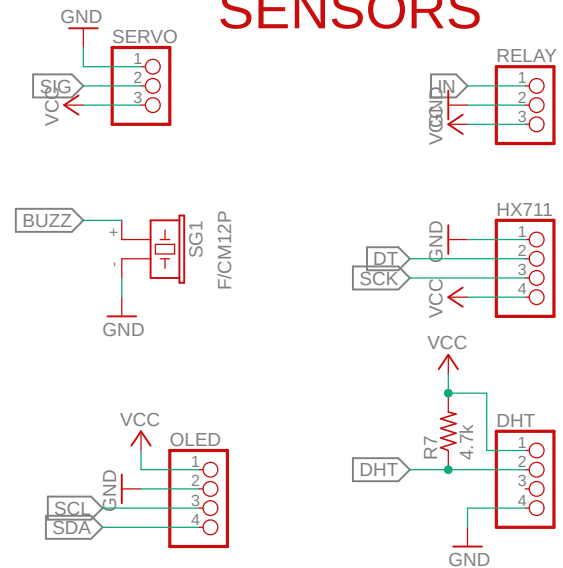 SENSORS
GND
SERVO
1
SIG
2
VCC
3
RELAY
IN
1
GND
2
VCC
3
BUZZ
+
-
SG1
F/CM12P
GND
HX711
GND
1
DT
2
SCK
3
VCC
4
VCC
OLED
1
GND
2
SCL
3
SDA
4
VCC
R7
4.7k
DHT
DHT
1
2
3
4
GND